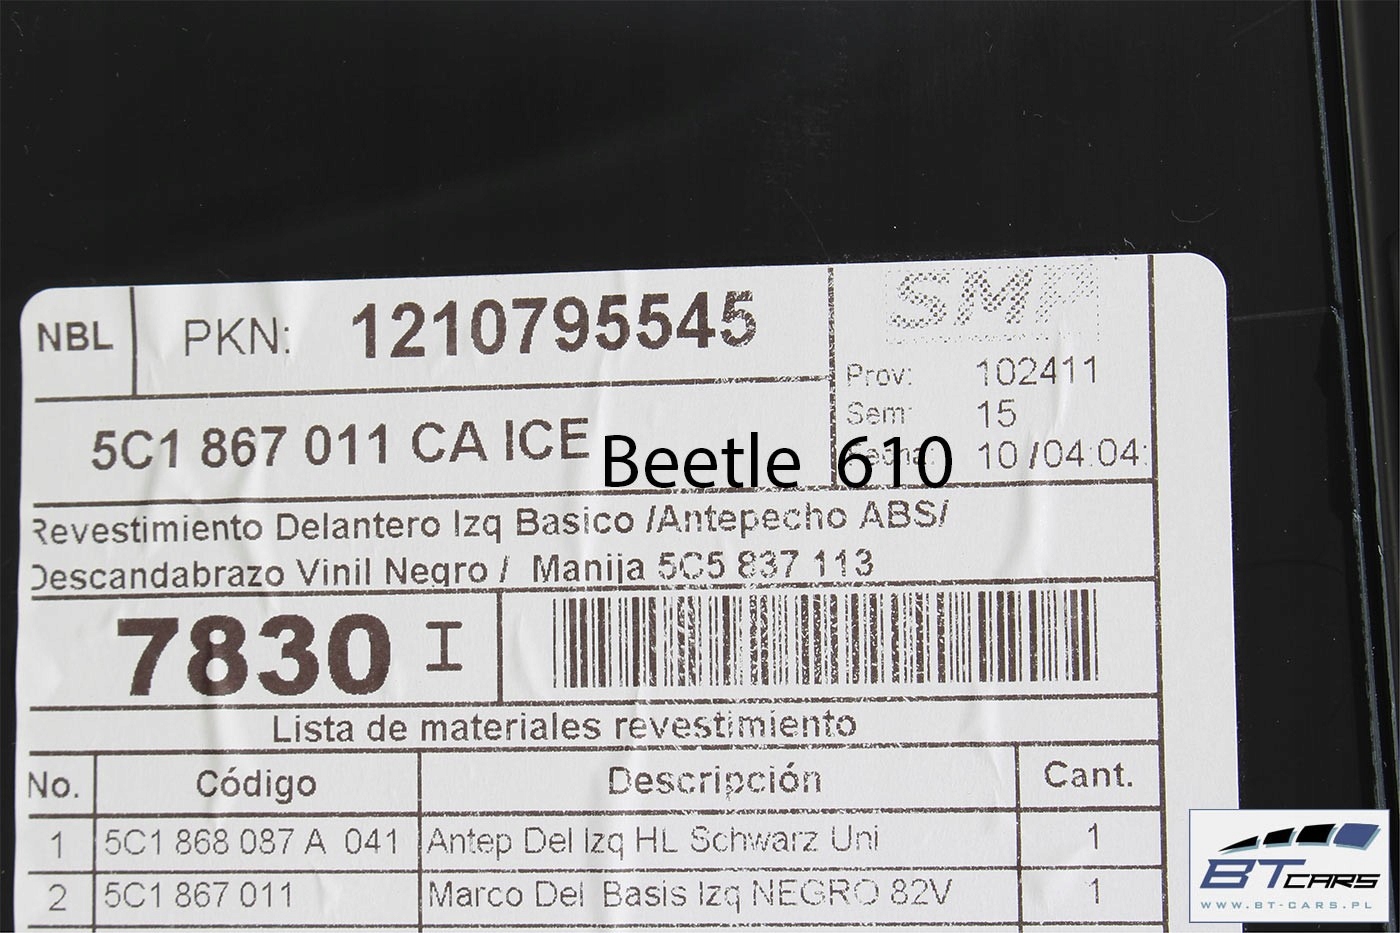 NBL PKN: 1210795545
SMP
Prov: 102411
Sem: 15
Fecha: 10 /04:04:
5C1 867 011 CA ICE
Beetle 610
Revestimiento Delantero Izq Basico /Antepecho ABS/
Descandabrazo Vinil Negro / Manija 5C5 837 113
7830 I
Lista de materiales revestimiento
No. Código Descripción Cant.
1 5C1 868 087 A 041 Antep Del Izq HL Schwarz Uni 1
2 5C1 867 011 Marco Del Basis Izq NEGRO 82V 1
BT CARS
WWW.BT-CARS.PL